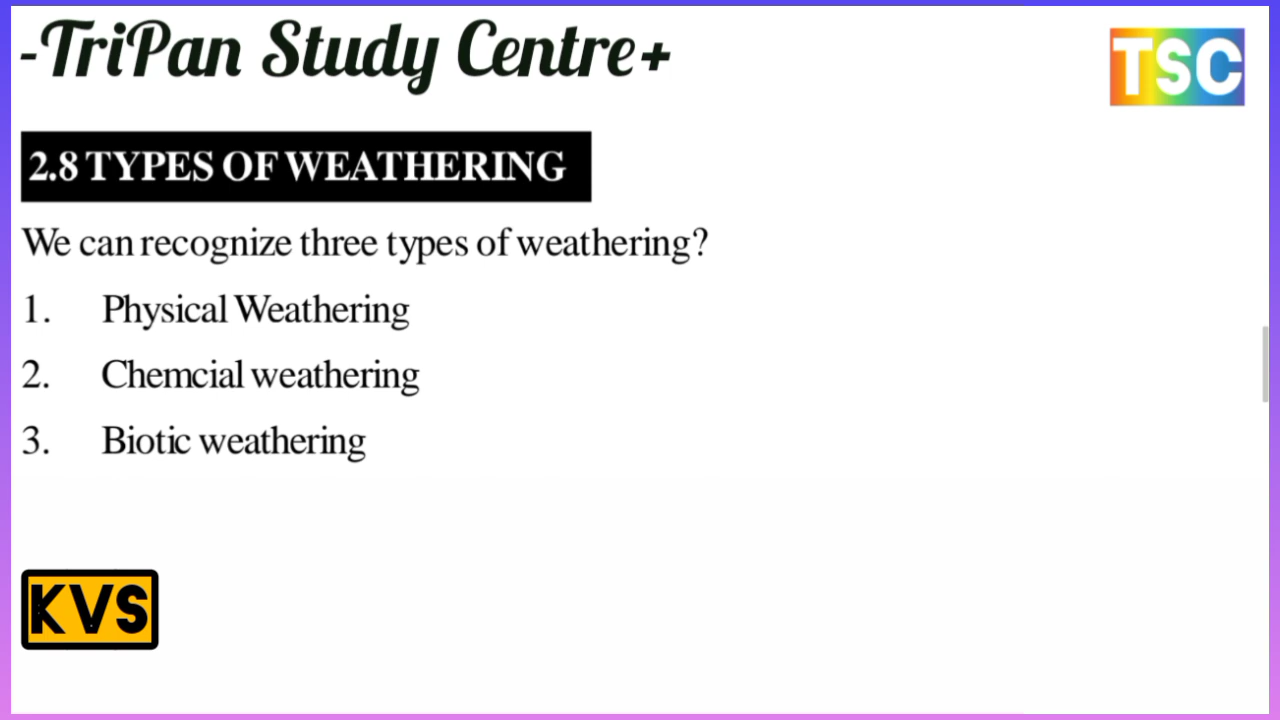 -TriPan Study Centre+
TSC
2.8 TYPES OF WEATHERING
We can recognize three types of weathering?
1. Physical Weathering
2. Chemcial weathering
3. Biotic weathering
KVS